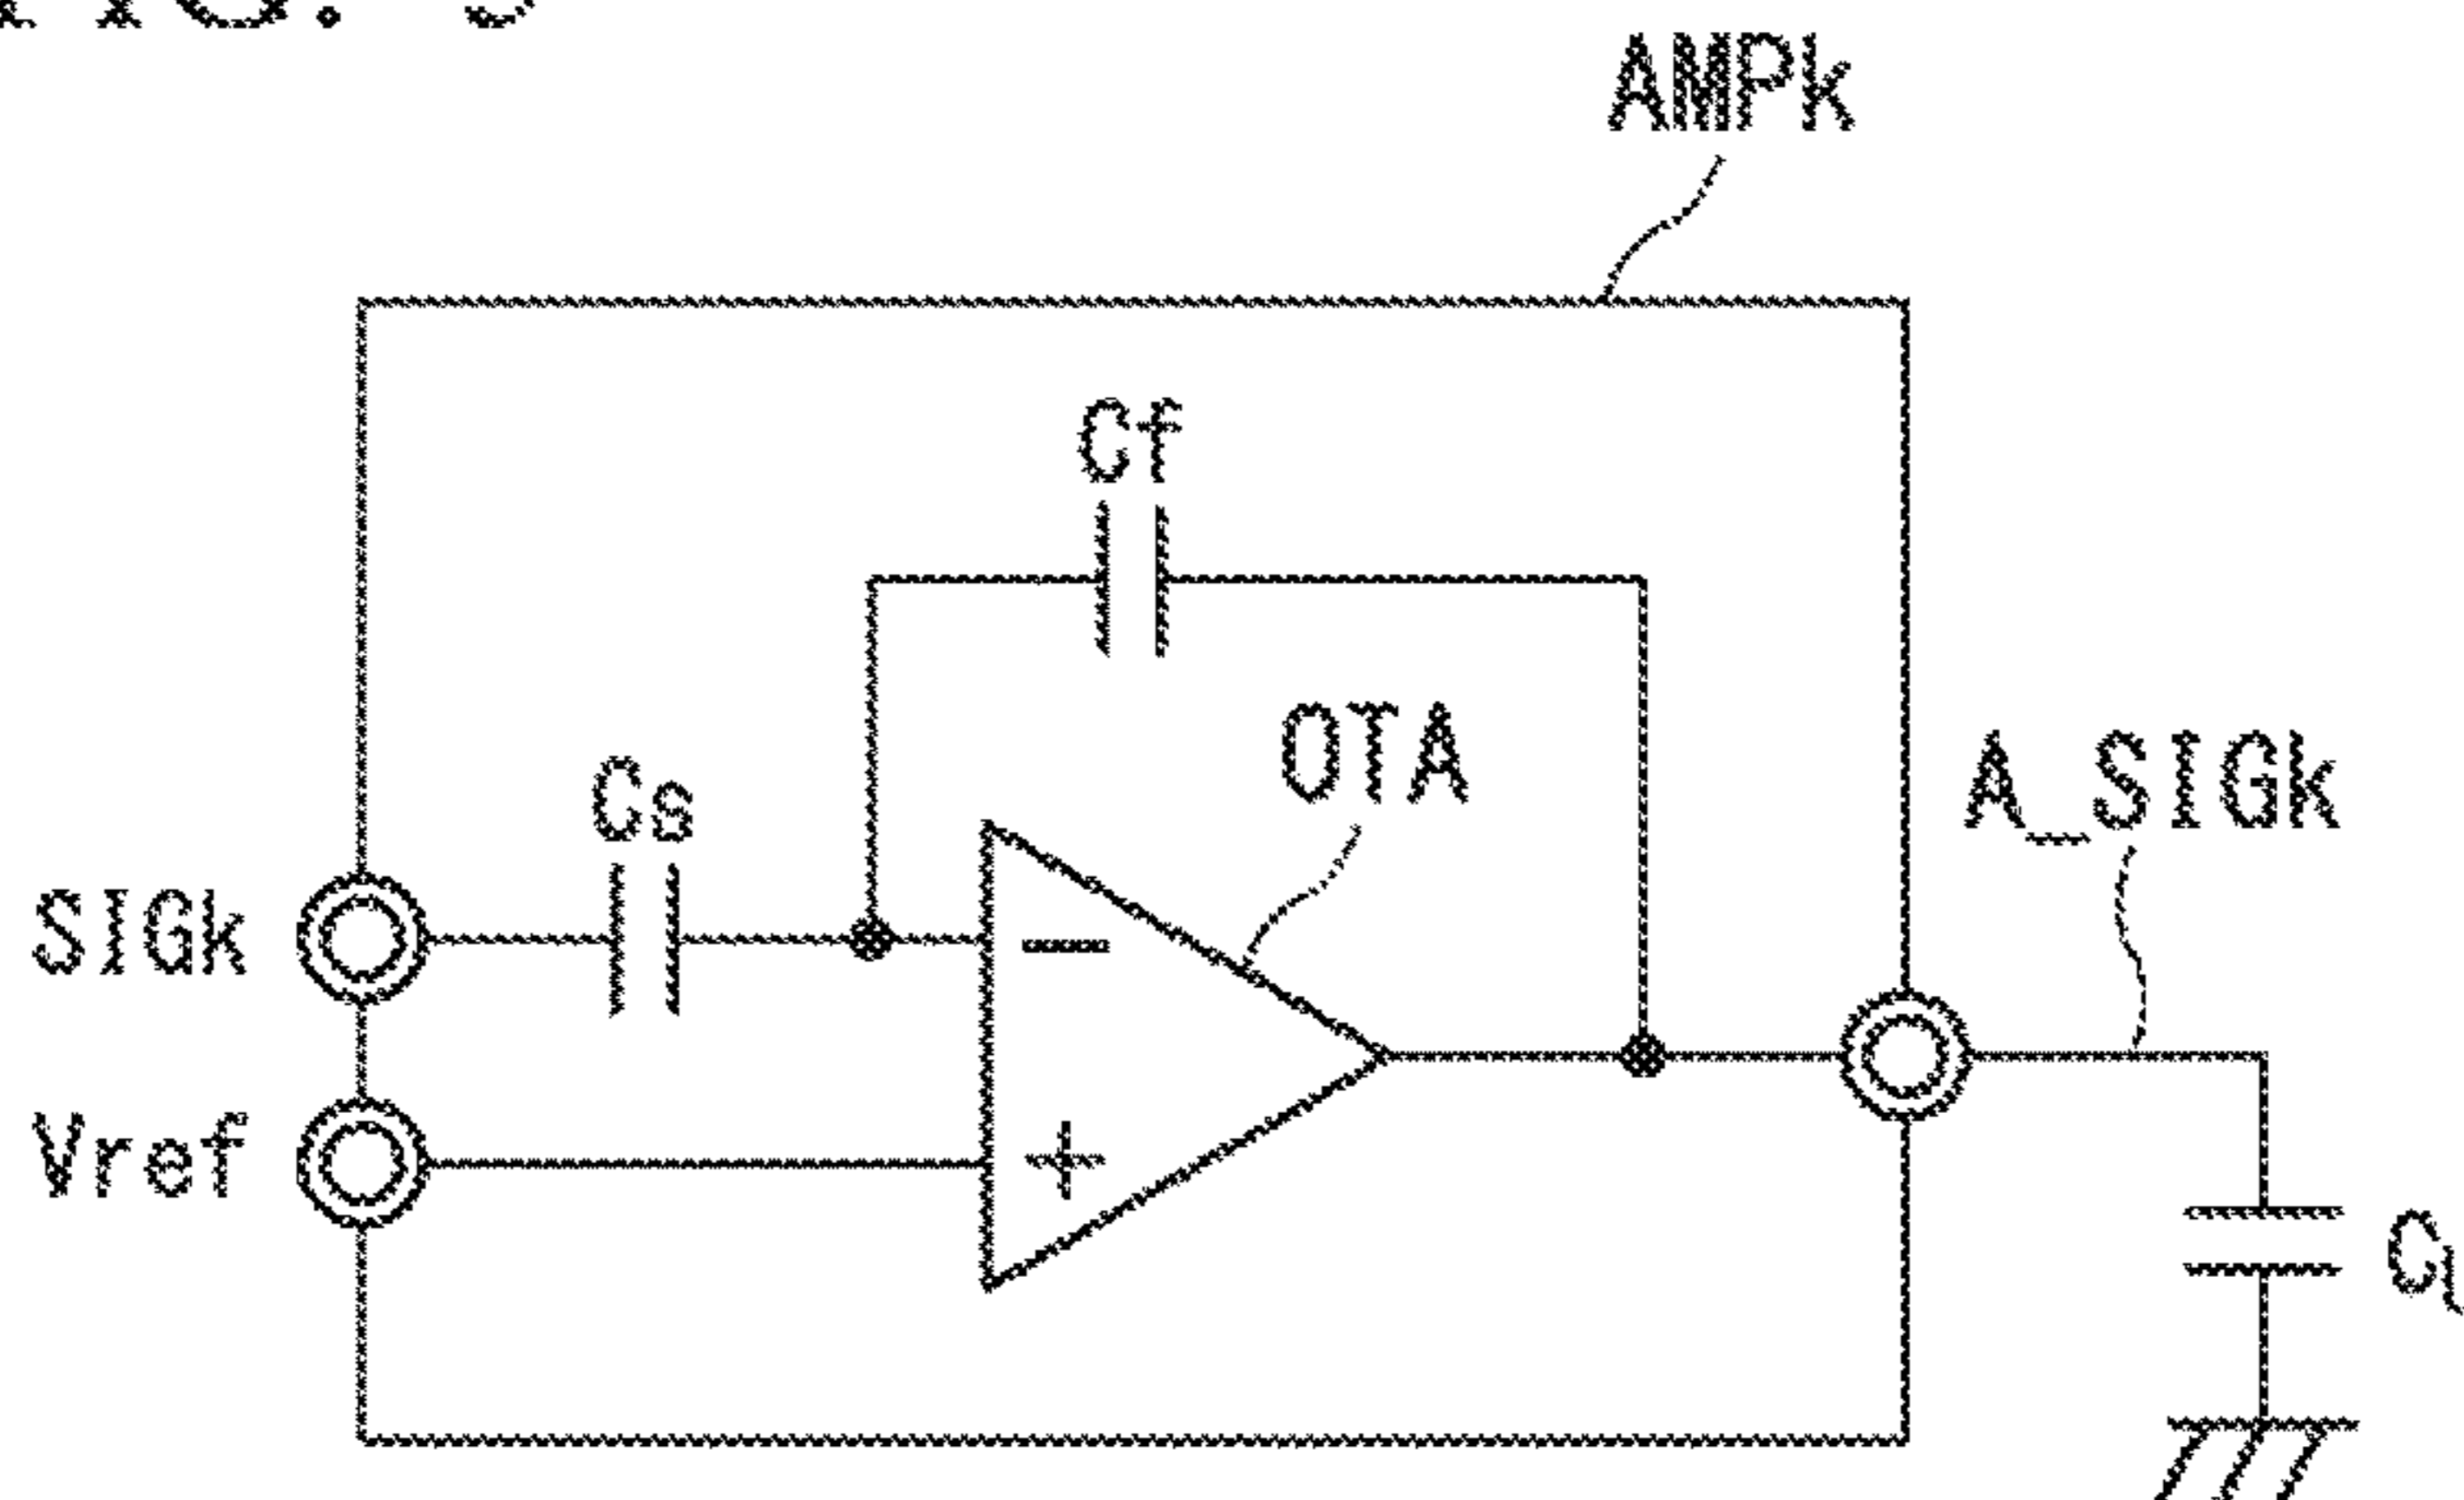 AMPk
Cf
OTA
Cs
A_SIGk
SIGk
−
Vref
+